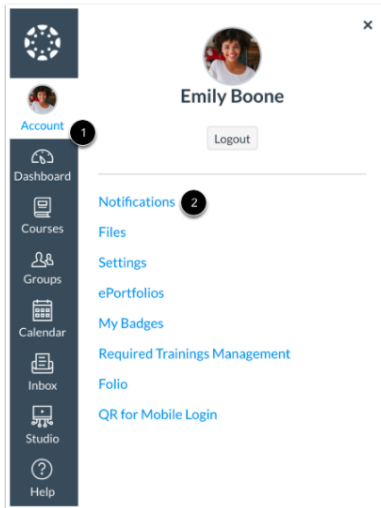 ×
Emily Boone
Logout
Account
1
Dashboard
Courses
Groups
Calendar
Inbox
Studio
Help
Notifications 2
Files
Settings
ePortfolios
My Badges
Required Trainings Management
Folio
QR for Mobile Login